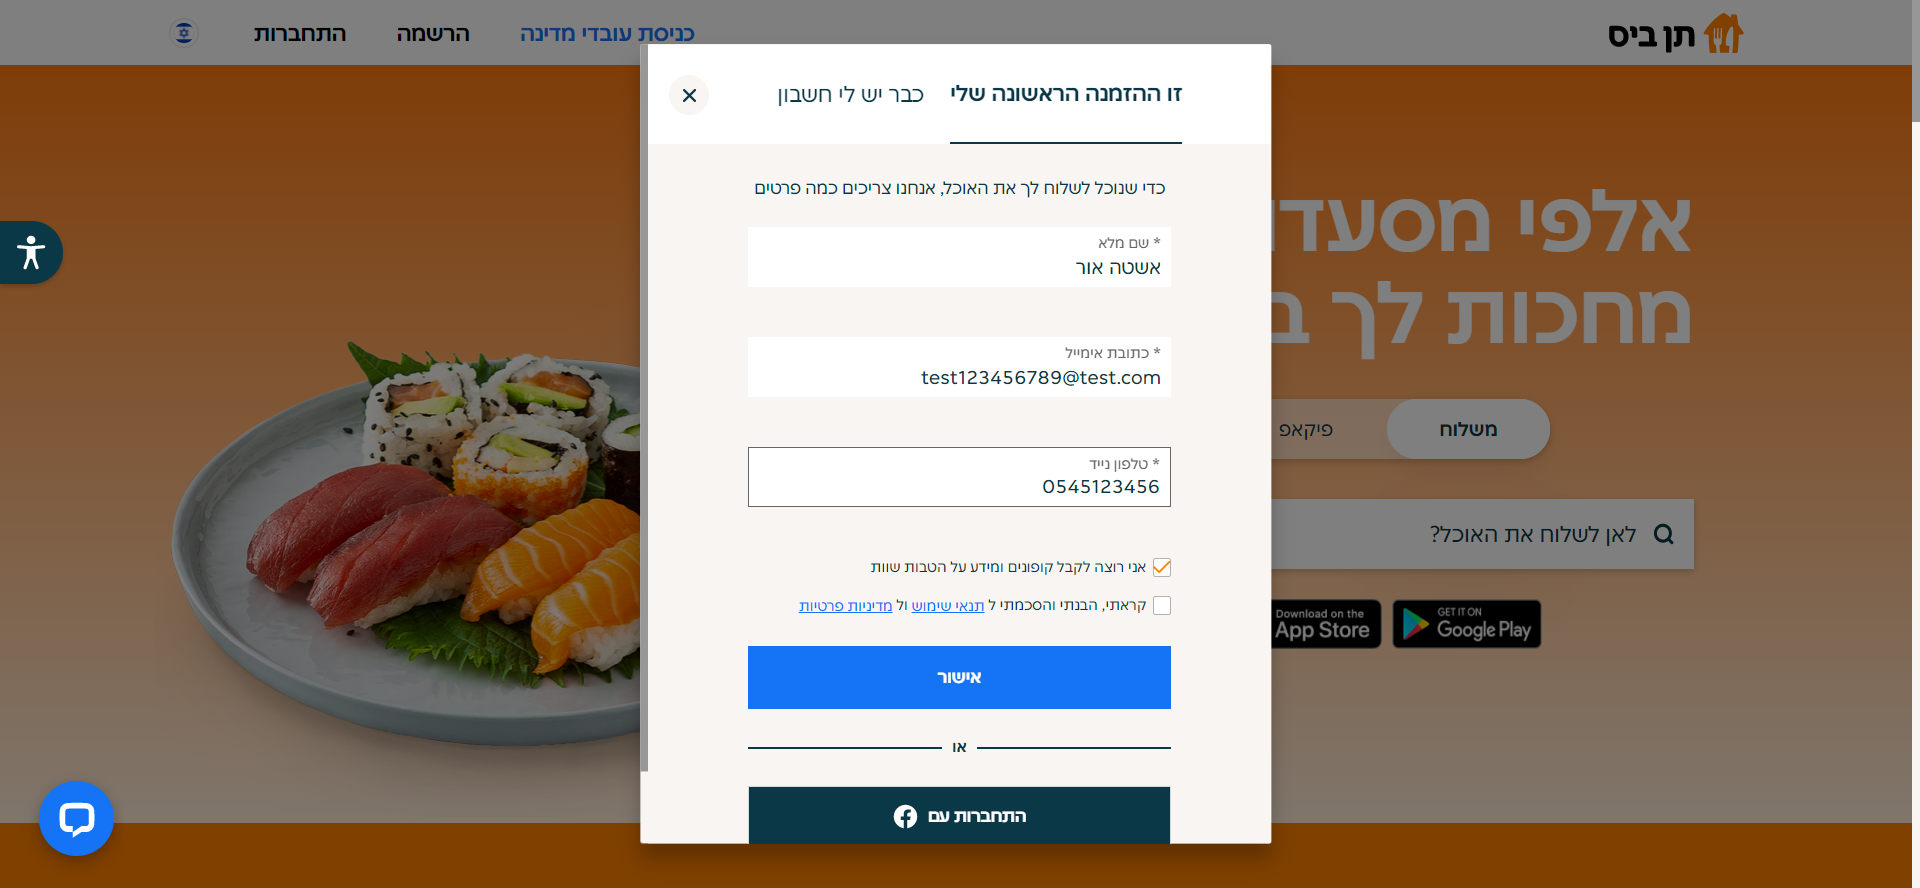 תן ביס
כניסת עובדי מדינה
הרשמה
התחברות
זו ההזמנה הראשונה שלי
כבר יש לי חשבון
כדי שנוכל לשלוח לך את האוכל, אנחנו צריכים כמה פרטים
* שם מלא
אשטה אור
* כתובת אימייל
test123456789@test.com
* טלפון נייד
0545123456
אני רוצה לקבל קופונים ומידע על הטבות שוות
קראתי, הבנתי והסכמתי ל תנאי שימוש ול מדיניות פרטיות
אישור
או
התחברות עם
אלפי
מחכות לך
משלוח
פיקאפ
לאן לשלוח את האוכל?
GET IT ON
Google Play
Download on the
App Store